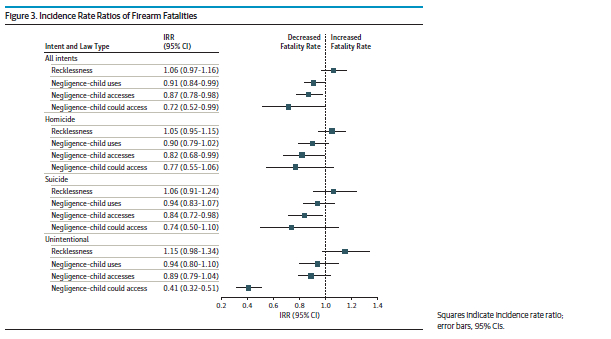 Figure 3. Incidence Rate Ratios of Firearm Fatalities
Intent and Law Type IRR (95% CI) Decreased Fatality Rate Increased Fatality Rate
All intents
Recklessness 1.06 (0.97-1.16)
Negligence-child uses 0.91 (0.84-0.99)
Negligence-child accesses 0.87 (0.78-0.98)
Negligence-child could access 0.72 (0.52-0.99)
Homicide
Recklessness 1.05 (0.95-1.15)
Negligence-child uses 0.90 (0.79-1.02)
Negligence-child accesses 0.82 (0.68-0.99)
Negligence-child could access 0.77 (0.55-1.06)
Suicide
Recklessness 1.06 (0.91-1.24)
Negligence-child uses 0.94 (0.83-1.07)
Negligence-child accesses 0.84 (0.72-0.98)
Negligence-child could access 0.74 (0.50-1.10)
Unintentional
Recklessness 1.15 (0.98-1.34)
Negligence-child uses 0.94 (0.80-1.10)
Negligence-child accesses 0.89 (0.79-1.04)
Negligence-child could access 0.41 (0.32-0.51)
0.2 0.4 0.6 0.8 1.0 1.2 1.4
IRR (95% CI)
Squares indicate incidence rate ratio;
error bars, 95% CIs.